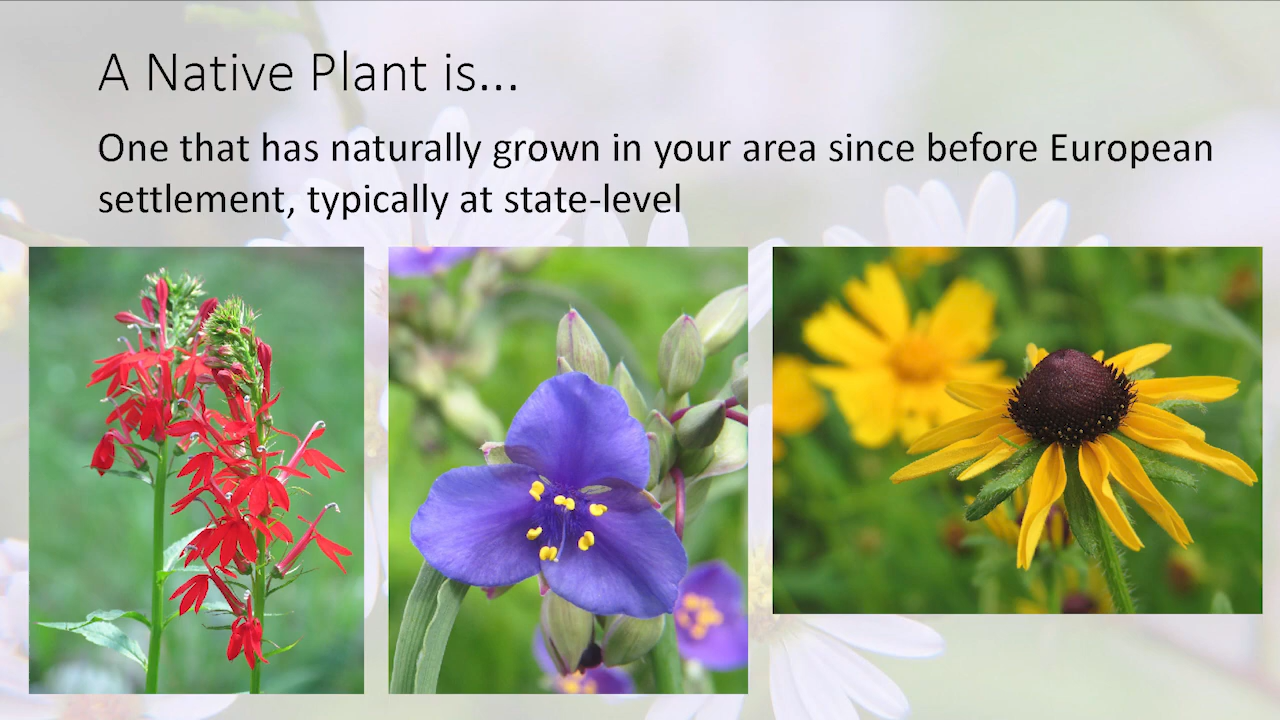 A Native Plant is...
One that has naturally grown in your area since before European
settlement, typically at state-level